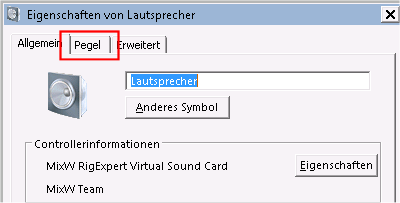 Eigenschaften von Lautsprecher
Allgemein Pegel Erweitert
Lautsprecher
Anderes Symbol
Controllerinformationen
MixW RigExpert Virtual Sound Card Eigenschaften
MixW Team